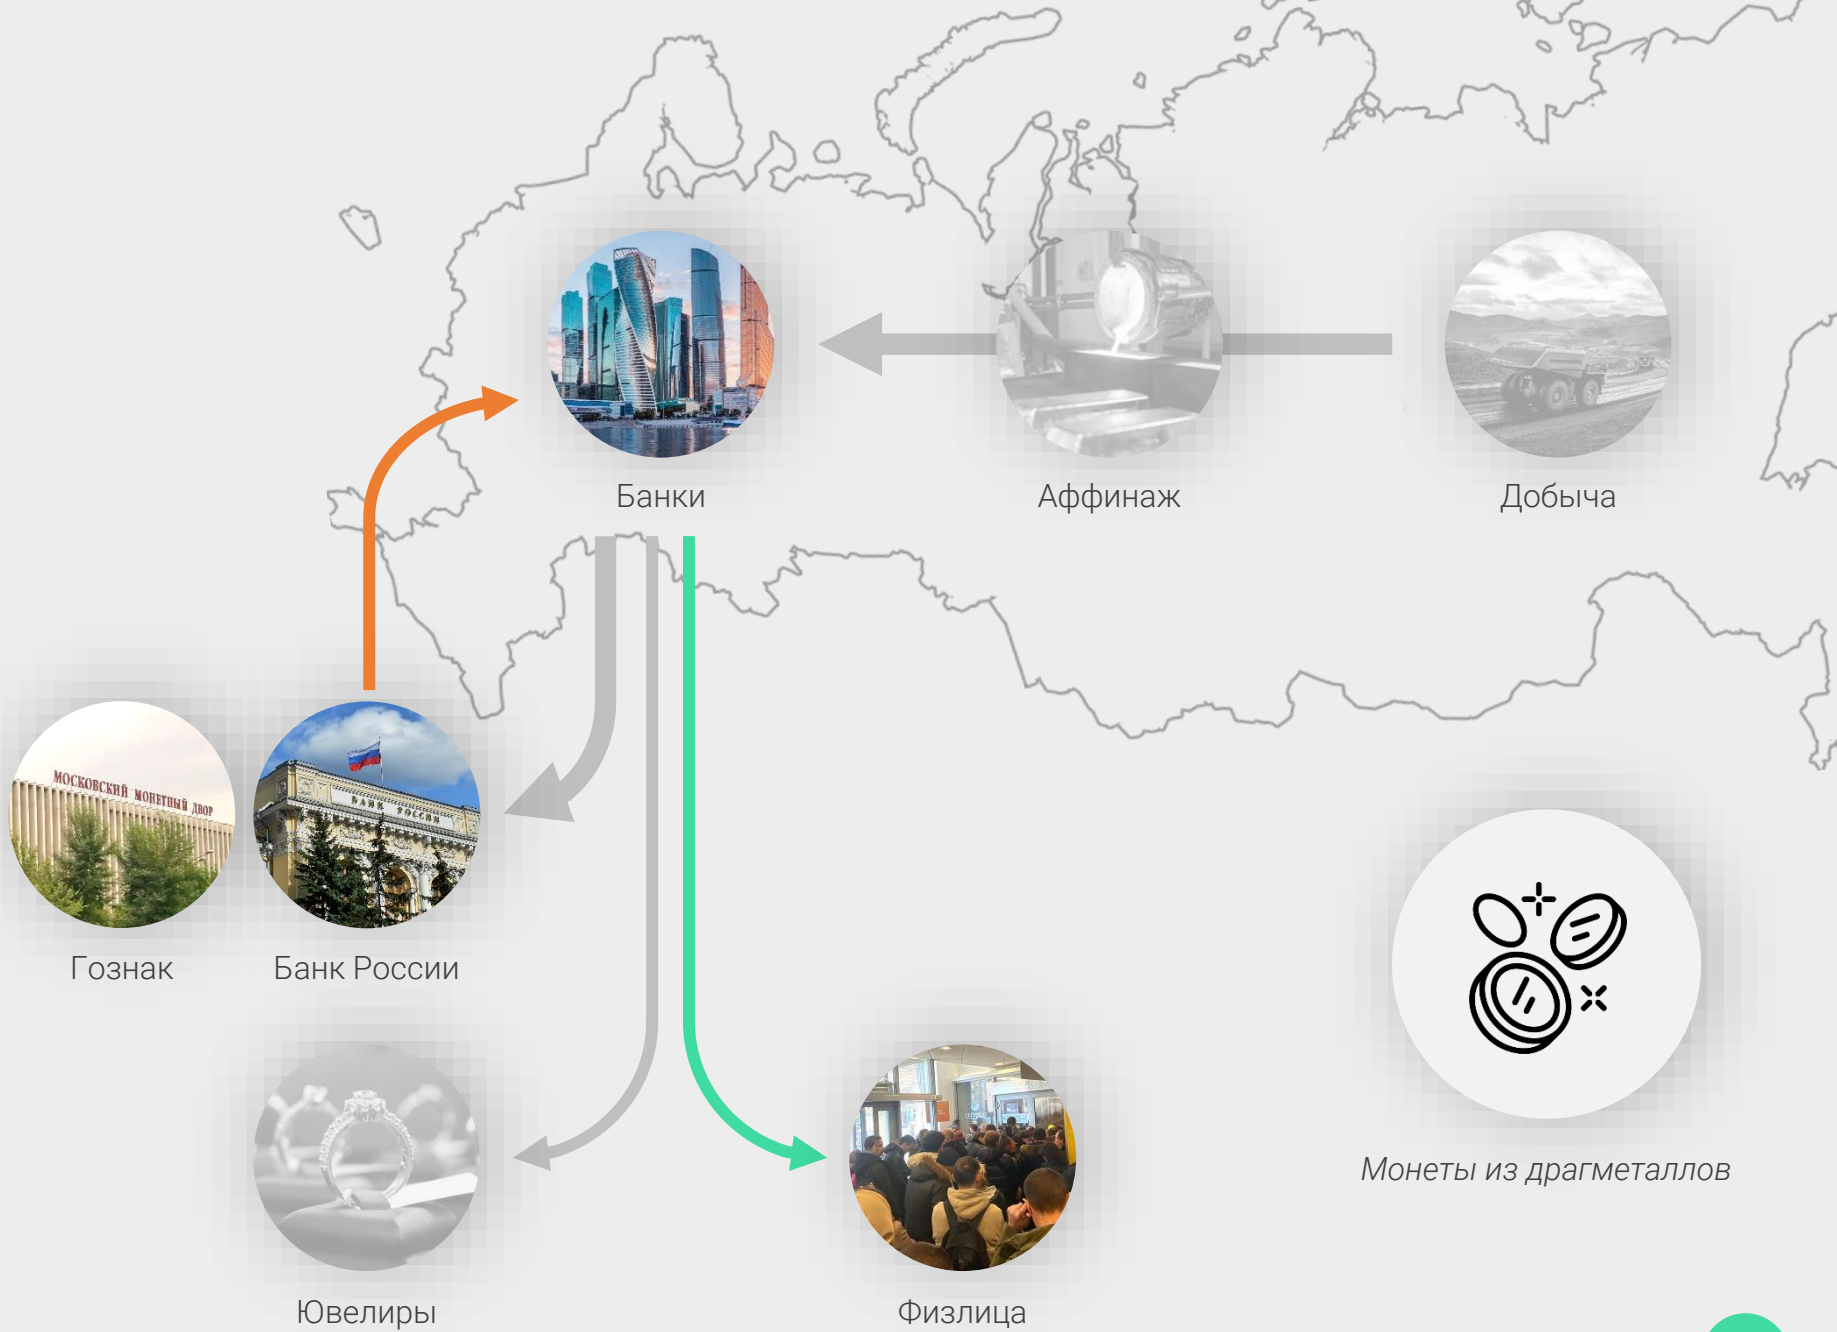 Банки
Аффинаж
Добыча
МОСКОВСКИЙ МОНЕТНЫЙ ДВОР
БАНК РОССИИ
Гознак
Банк России
Монеты из драгметаллов
Ювелиры
Физлица